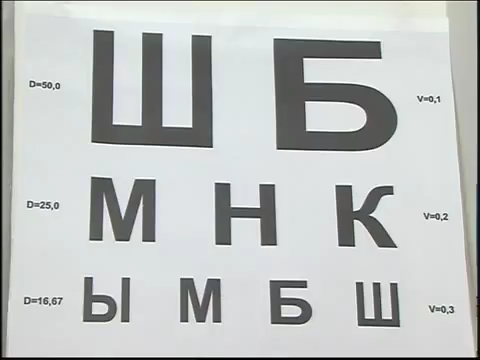 D=50,0 Ш Б V=0,1
D=25,0 М Н К V=0,2
D=16,67 Ы М Б Ш V=0,3